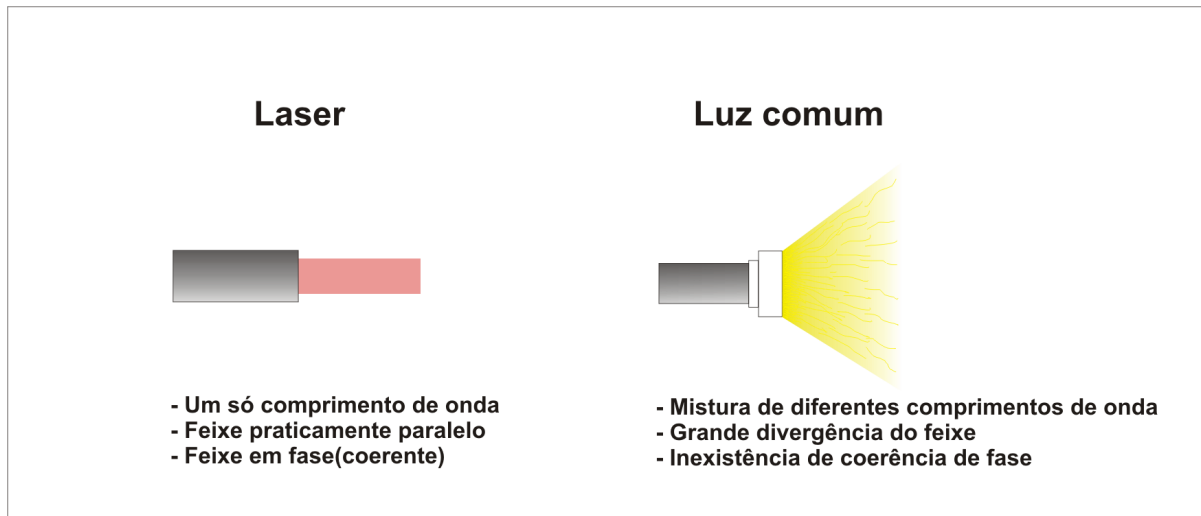 Laser
- Um só comprimento de onda
- Feixe praticamente paralelo
- Feixe em fase(coerente)
Luz comum
- Mistura de diferentes comprimentos de onda
- Grande divergência do feixe
- Inexistência de coerência de fase